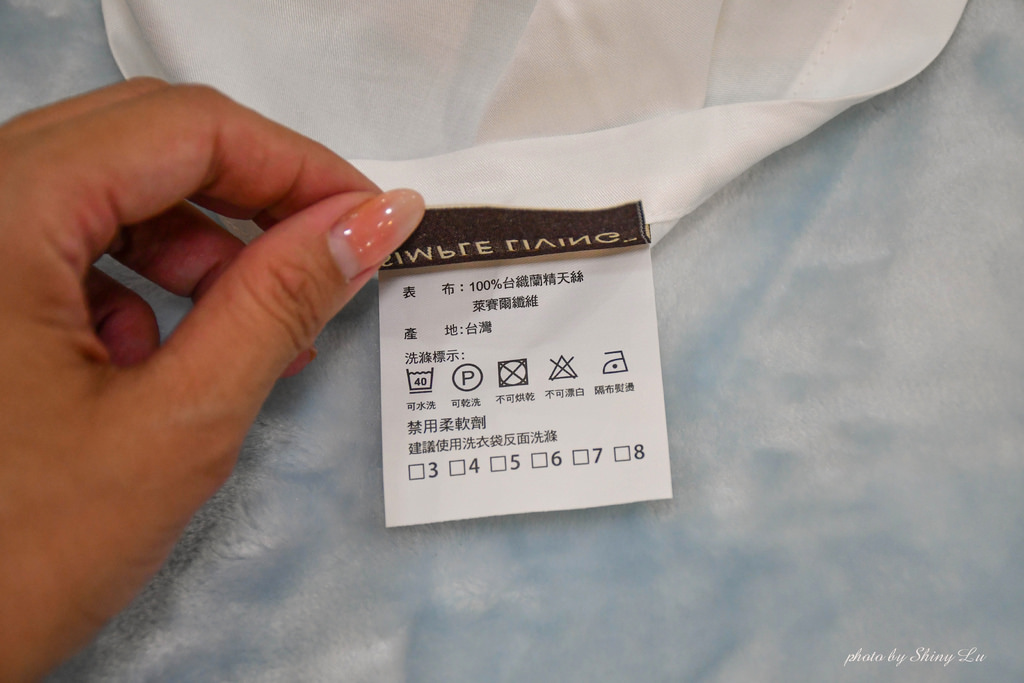 SIMPLE LIVING
表 布：100%台織蘭精天絲
萊賽爾纖維
產 地：台灣
洗滌標示：
40 P
可水洗 可乾洗 不可烘乾 不可漂白 隔布熨燙
禁用柔軟劑
建議使用洗衣袋反面洗滌
□3 □4 □5 □6 □7 □8
photo by Shiny Lu